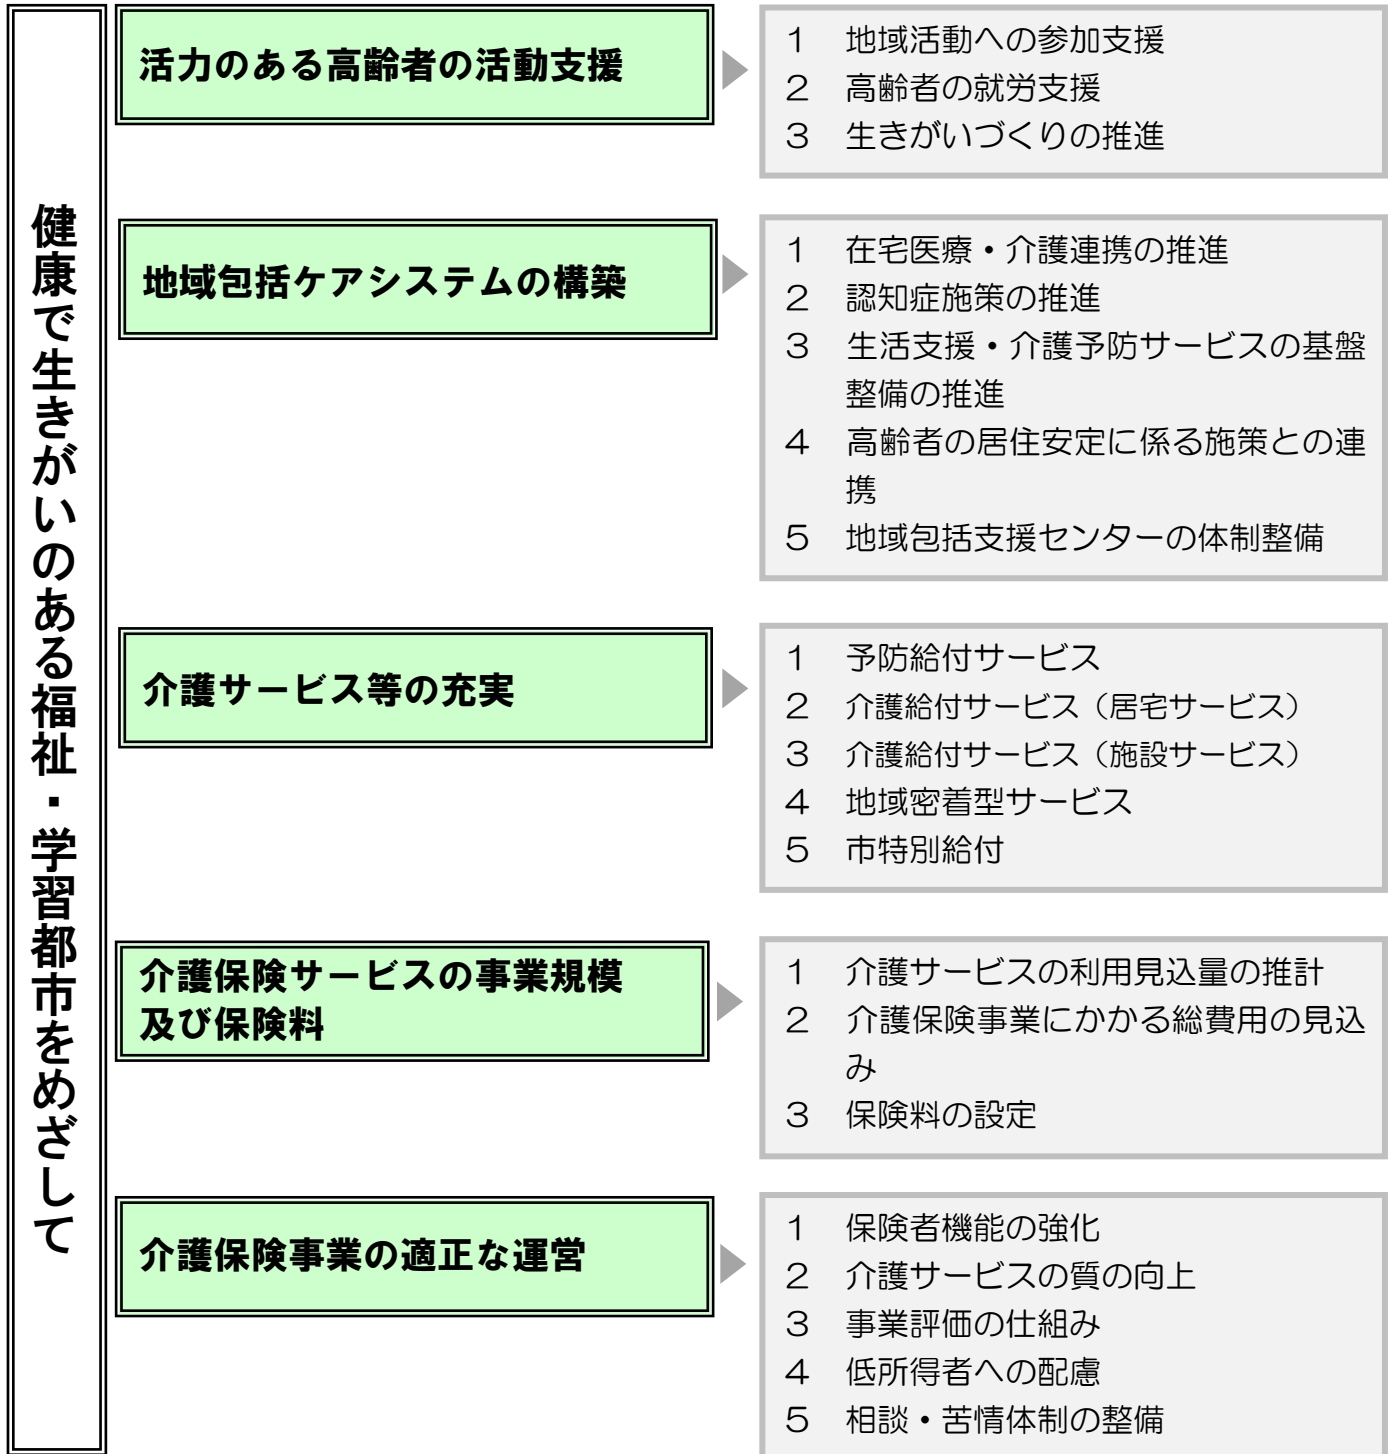 健康で生きがいのある福祉・学習都市をめざして
活力のある高齢者の活動支援
１　地域活動への参加支援
２　高齢者の就労支援
３　生きがいづくりの推進
地域包括ケアシステムの構築
１　在宅医療・介護連携の推進
２　認知症施策の推進
３　生活支援・介護予防サービスの基盤
整備の推進
４　高齢者の居住安定に係る施策との連
携
５　地域包括支援センターの体制整備
介護サービス等の充実
１　予防給付サービス
２　介護給付サービス（居宅サービス）
３　介護給付サービス（施設サービス）
４　地域密着型サービス
５　市特別給付
介護保険サービスの事業規模
及び保険料
１　介護サービスの利用見込量の推計
２　介護保険事業にかかる総費用の見込
み
３　保険料の設定
介護保険事業の適正な運営
１　保険者機能の強化
２　介護サービスの質の向上
３　事業評価の仕組み
４　低所得者への配慮
５　相談・苦情体制の整備